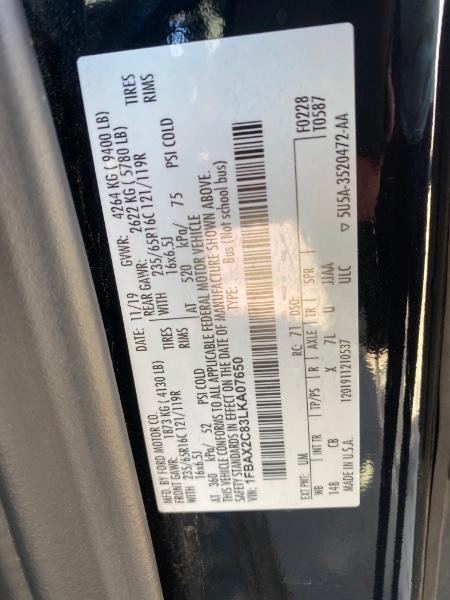 MFG. BY FORD MOTOR CO. DATE: 11/19 GVWR: 4264 KG ( 9400 LB)
FRONT GAWR: 1873 KG ( 4130 LB) REAR GAWR: 2622 KG ( 5780 LB)
WITH 235/65R16C 121/119R TIRES WITH 235/65R16C 121/119R TIRES
16x6.5J RIMS 16x6.5J RIMS
AT 360 kPa/ 52 PSI COLD AT 520 kPa/ 75 PSI COLD
THIS VEHICLE CONFORMS TO ALL APPLICABLE FEDERAL MOTOR VEHICLE
SAFETY STANDARDS IN EFFECT ON THE DATE OF MANUFACTURE SHOWN ABOVE.
VIN: 1FBAX2C83LKA07650 TYPE: Bus (Not school bus)
F0228
T0587
EXT PNT: UM RC: 71 DSO:
WB INT TR TP/PS R AXLE TR SPR
148 CB X 7L U JJAA
MADE IN U.S.A. 1201911210537 ULC
▽ 5U5A-3520472-AA